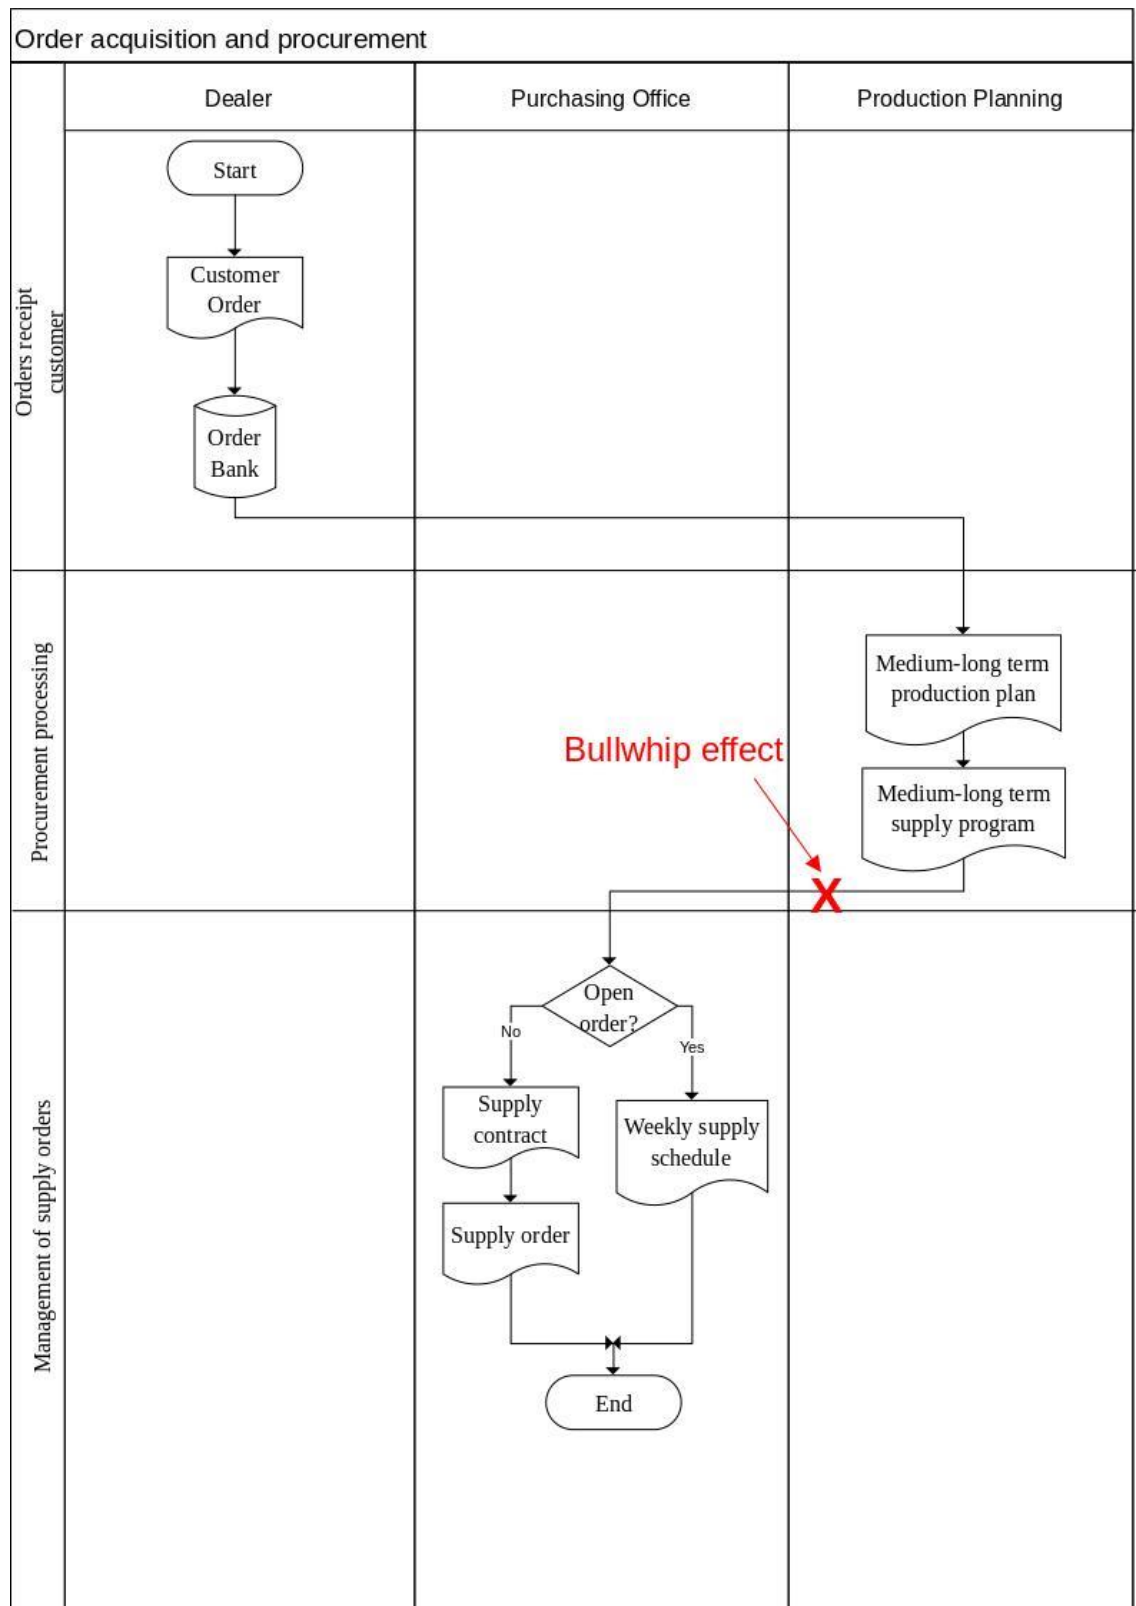 Order acquisition and procurement
Dealer
Purchasing Office
Production Planning
Orders receipt
customer
Start
Customer
Order
Order
Bank
Procurement processing
Medium-long term
production plan
Bullwhip effect
Medium-long term
supply program
X
Management of supply orders
Open
order?
No
Yes
Supply
contract
Weekly supply
schedule
Supply order
End